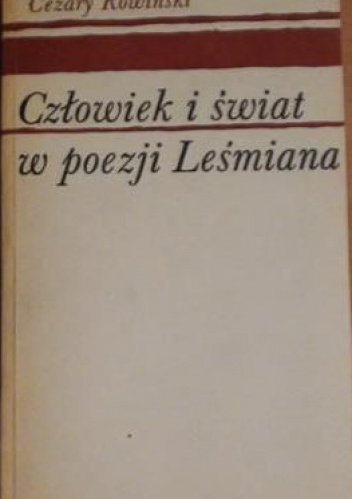 Cezary Rowiński
Człowiek i świat
w poezji Leśmiana